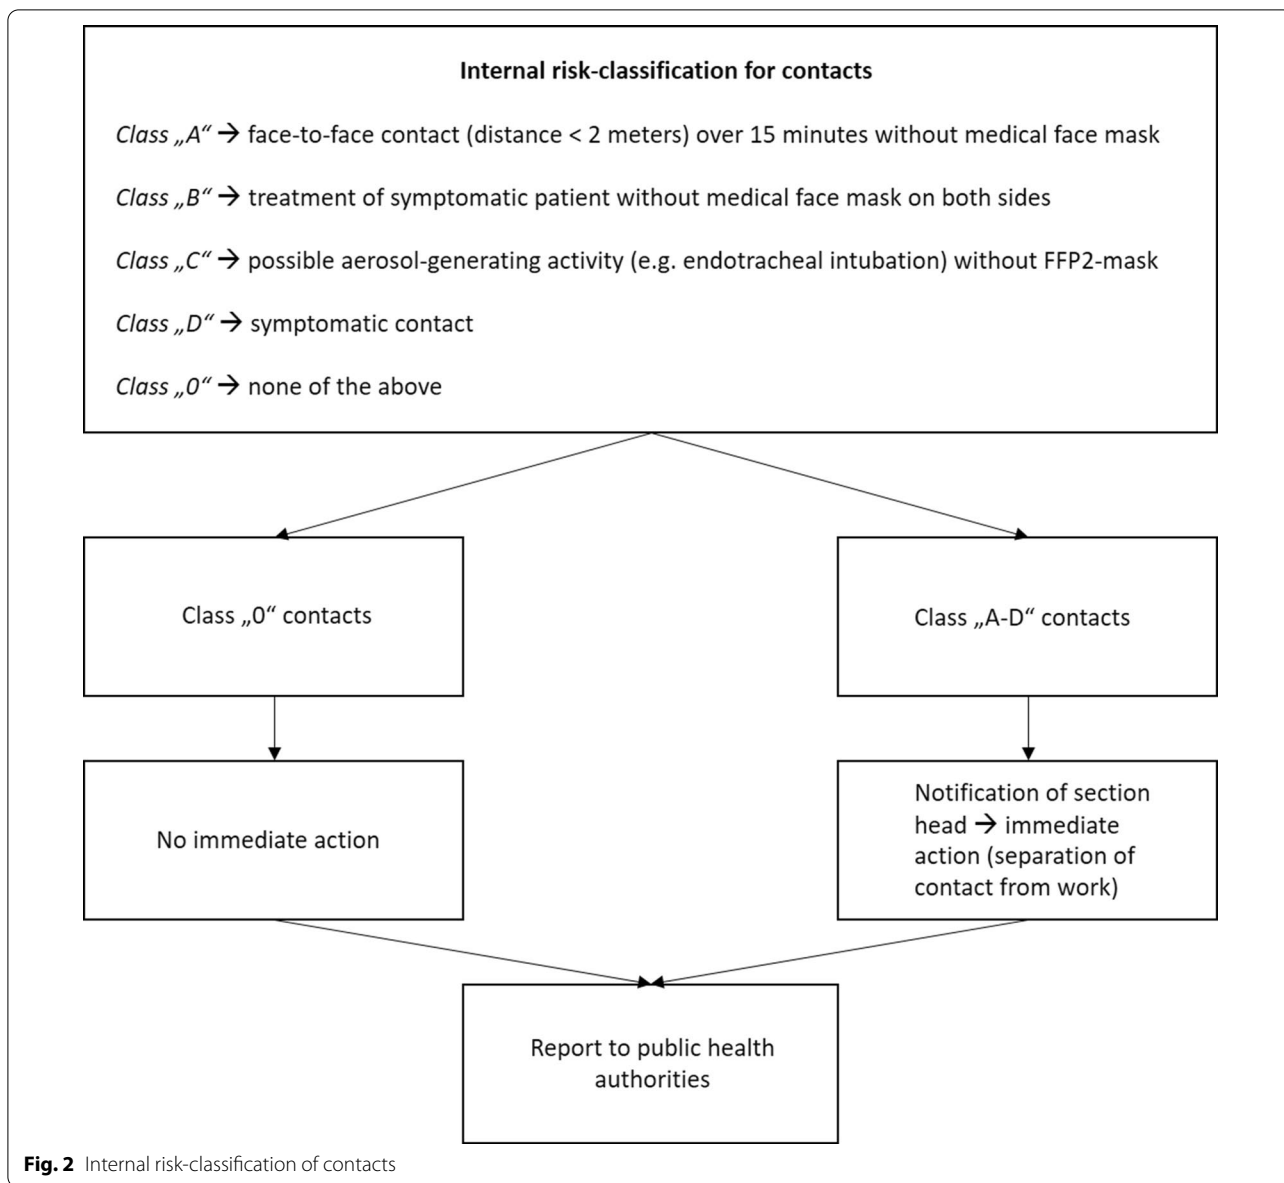 Internal risk-classification for contacts
Class „A“ → face-to-face contact (distance < 2 meters) over 15 minutes without medical face mask
Class „B“ → treatment of symptomatic patient without medical face mask on both sides
Class „C“ → possible aerosol-generating activity (e.g. endotracheal intubation) without FFP2-mask
Class „D“ → symptomatic contact
Class „0“ → none of the above
Class „0“ contacts
Class „A-D“ contacts
No immediate action
Notification of section
head → immediate
action (separation of
contact from work)
Report to public health
authorities
Fig. 2 Internal risk-classification of contacts